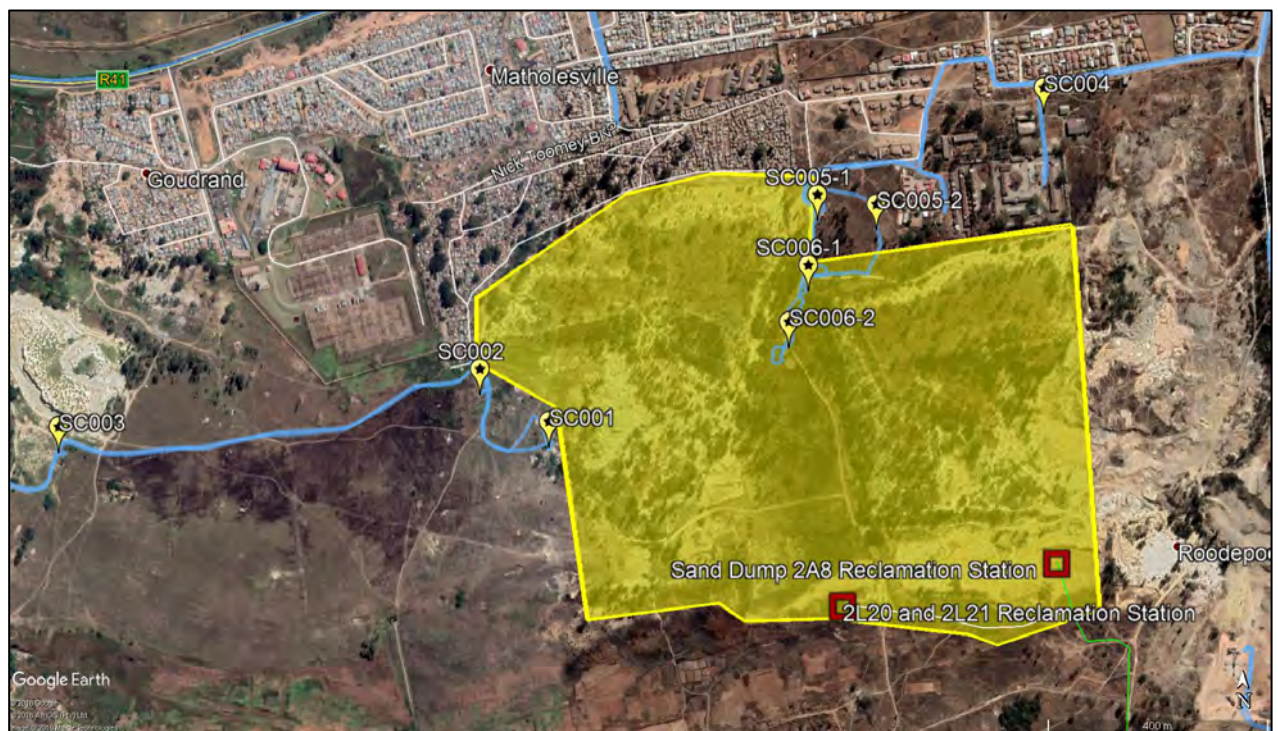 R41
Matholesville
SC004
Nick Toomey Blvd
Goudrand
SC005-1
SC005-2
SC006-1
SC006-2
SC002
SC001
SC003
Sand Dump 2A8 Reclamation Station
2L20 and 2L21 Reclamation Station
Google Earth
N
400 m